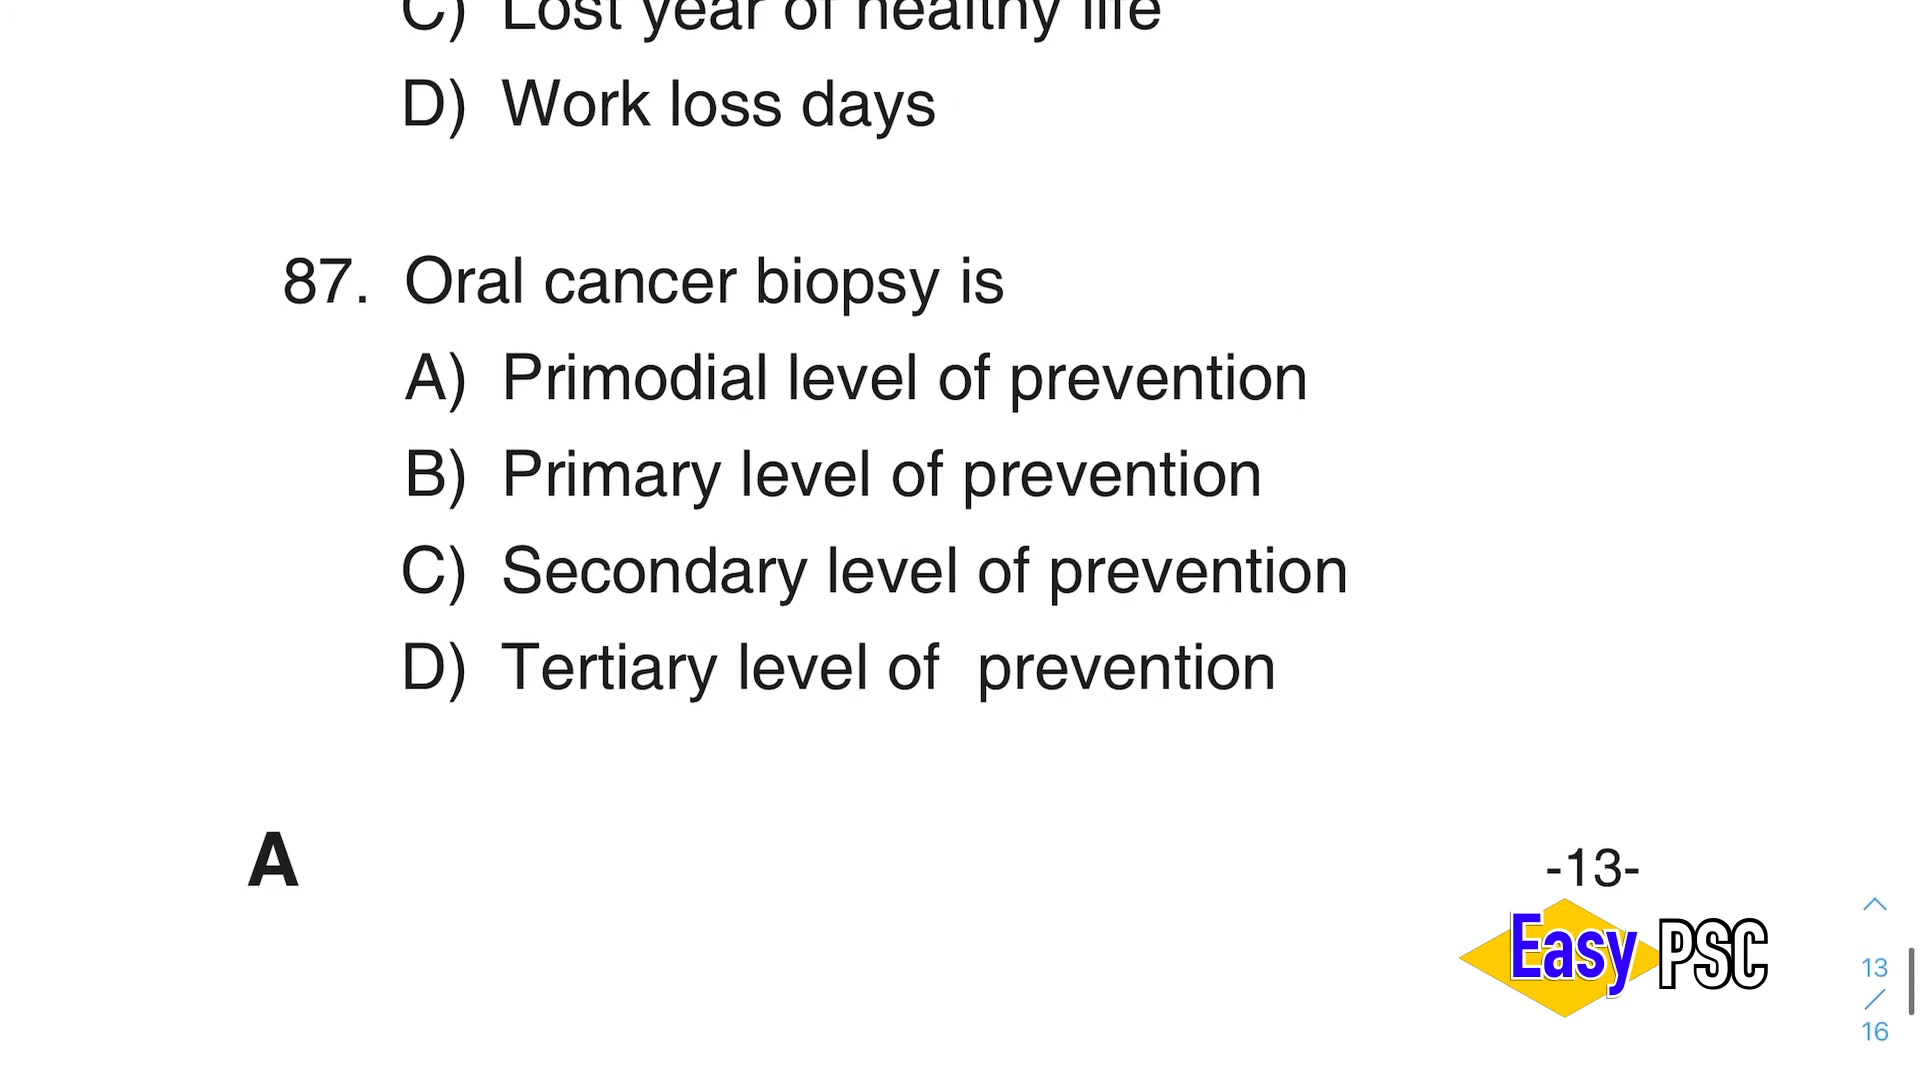 C) Lost year of healthy life
D) Work loss days
87. Oral cancer biopsy is
A) Primodial level of prevention
B) Primary level of prevention
C) Secondary level of prevention
D) Tertiary level of prevention
A
-13-
Easy PSC
13
/
16